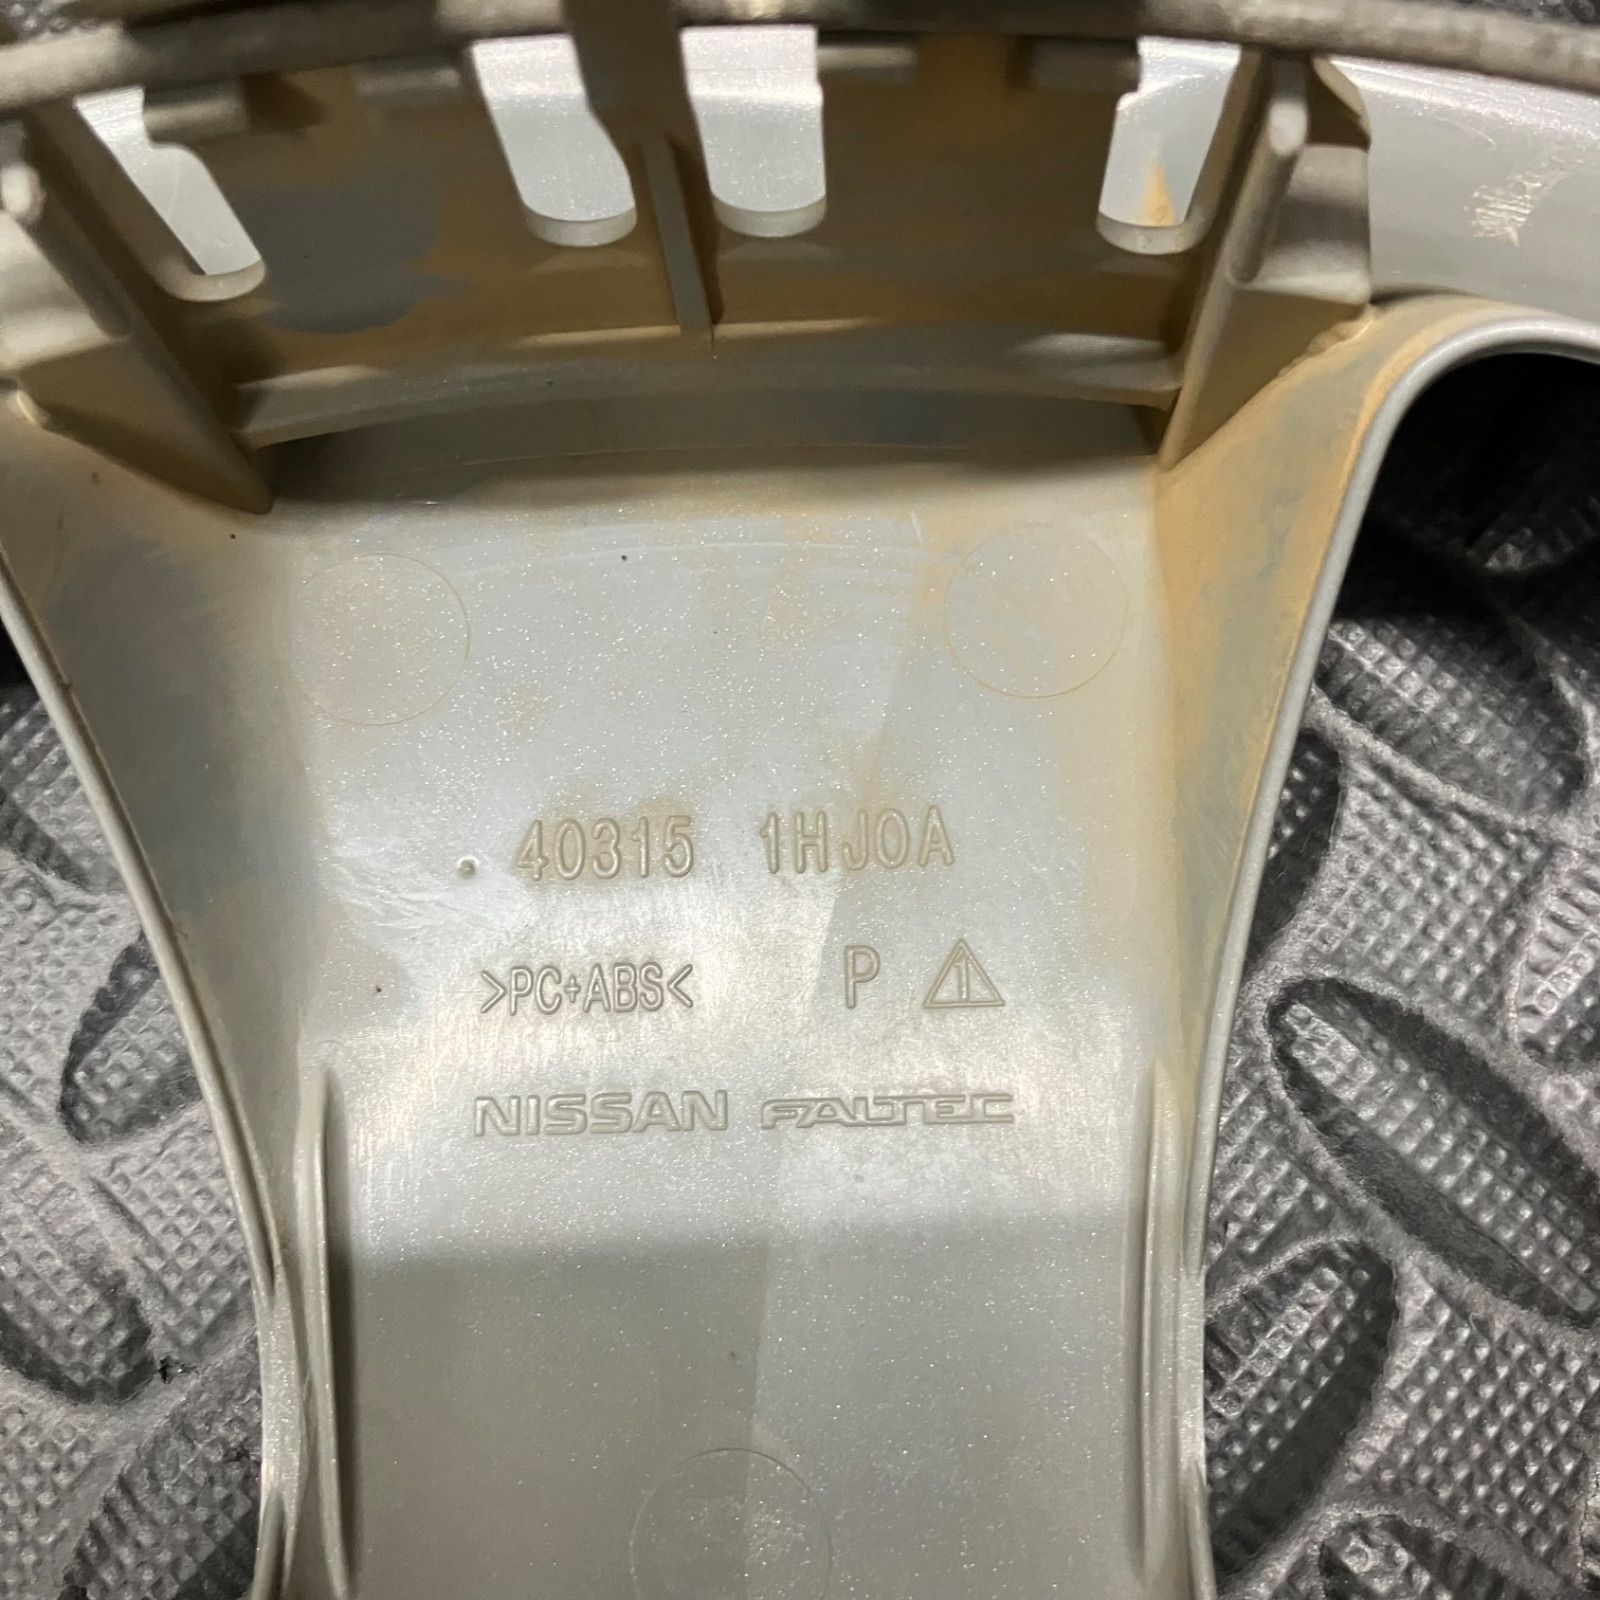 40315 1HJ0A
>PC+ABS< P 1
NISSAN FALTEC